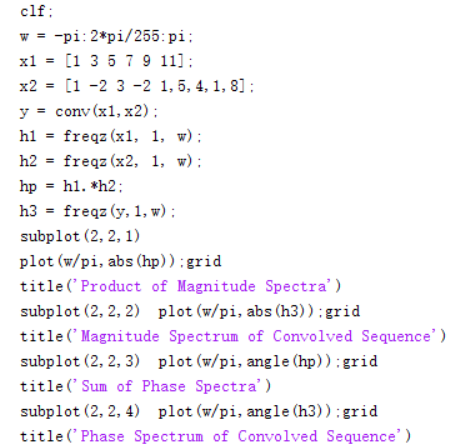 clf;
w = -pi:2*pi/255:pi;
x1 = [1 3 5 7 9 11];
x2 = [1 -2 3 -2 1,5,4,1,8];
y = conv(x1,x2);
h1 = freqz(x1, 1, w);
h2 = freqz(x2, 1, w);
hp = h1.*h2;
h3 = freqz(y,1,w);
subplot(2,2,1)
plot(w/pi,abs(hp));grid
title('Product of Magnitude Spectra')
subplot(2,2,2)  plot(w/pi,abs(h3));grid
title('Magnitude Spectrum of Convolved Sequence')
subplot(2,2,3)  plot(w/pi,angle(hp));grid
title('Sum of Phase Spectra')
subplot(2,2,4)  plot(w/pi,angle(h3));grid
title('Phase Spectrum of Convolved Sequence')